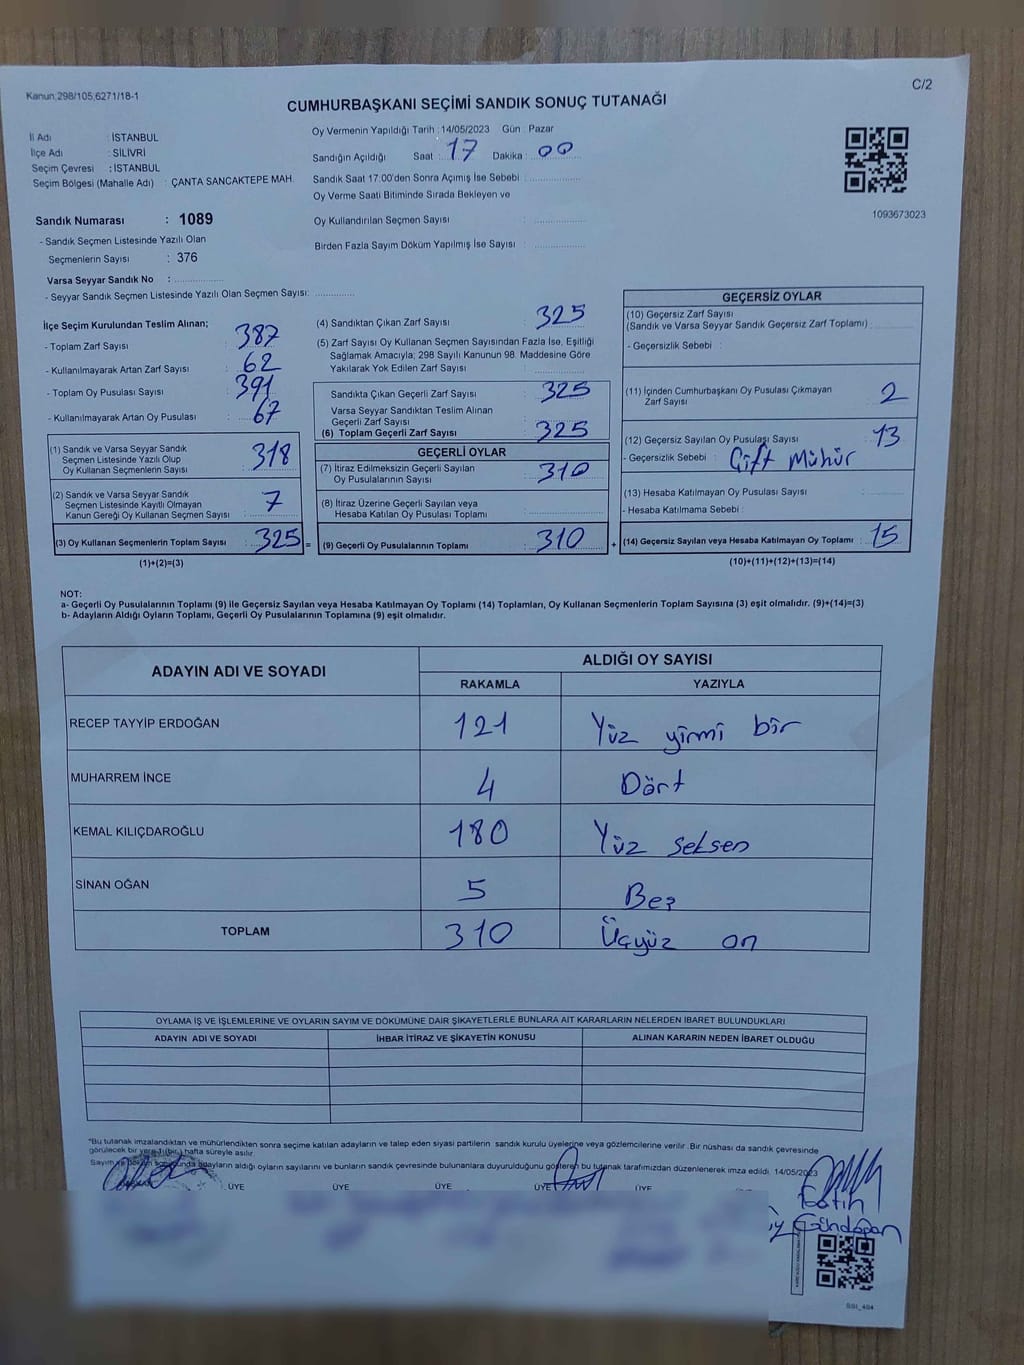 Kanun,298/105,6271/18-1
C/2
CUMHURBAŞKANI SEÇİMİ SANDIK SONUÇ TUTANAĞI
İl Adı : İSTANBUL
İlçe Adı : SİLİVRİ
Seçim Çevresi : İSTANBUL
Seçim Bölgesi (Mahalle Adı) : ÇANTA SANCAKTEPE MAH.
Sandık Numarası : 1089
- Sandık Seçmen Listesinde Yazılı Olan
Seçmenlerin Sayısı : 376
Varsa Seyyar Sandık No :
- Seyyar Sandık Seçmen Listesinde Yazılı Olan Seçmen Sayısı:
Oy Vermenin Yapıldığı Tarih : 14/05/2023 Gün : Pazar
Sandığın Açıldığı Saat : 17 Dakika : 00
Sandık Saat 17.00'den Sonra Açımış İse Sebebi :
Oy Verme Saati Bitiminde Sırada Bekleyen ve
Oy Kullandırılan Seçmen Sayısı :
Birden Fazla Sayım Döküm Yapılmış İse Sayısı :
1093673023
İlçe Seçim Kurulundan Teslim Alınan;
- Toplam Zarf Sayısı : 387
- Kullanılmayarak Artan Zarf Sayısı : 62
- Toplam Oy Pusulası Sayısı : 391
- Kullanılmayarak Artan Oy Pusulası : 67
(1) Sandık ve Varsa Seyyar Sandık
Seçmen Listesinde Yazılı Olup
Oy Kullanan Seçmenlerin Sayısı : 318
(2) Sandık ve Varsa Seyyar Sandık
Seçmen Listesinde Kayıtlı Olmayan
Kanun Gereği Oy Kullanan Seçmen Sayısı : 7
(3) Oy Kullanan Seçmenlerin Toplam Sayısı : 325 =
(1)+(2)=(3)
(4) Sandıktan Çıkan Zarf Sayısı : 325
(5) Zarf Sayısı Oy Kullanan Seçmen Sayısından Fazla İse, Eşitliği
Sağlamak Amacıyla; 298 Sayılı Kanunun 98. Maddesine Göre
Yakılarak Yok Edilen Zarf Sayısı :
Sandıkta Çıkan Geçerli Zarf Sayısı : 325
Varsa Seyyar Sandıktan Teslim Alınan
Geçerli Zarf Sayısı :
(6) Toplam Geçerli Zarf Sayısı : 325
GEÇERLİ OYLAR
(7) İtiraz Edilmeksizin Geçerli Sayılan
Oy Pusulalarının Sayısı : 310
(8) İtiraz Üzerine Geçerli Sayılan veya
Hesaba Katılan Oy Pusulası Toplamı :
(9) Geçerli Oy Pusulalarının Toplamı : 310 +
GEÇERSİZ OYLAR
(10) Geçersiz Zarf Sayısı
(Sandık ve Varsa Seyyar Sandık Geçersiz Zarf Toplamı)
- Geçersizlik Sebebi :
(11) İçinden Cumhurbaşkanı Oy Pusulası Çıkmayan
Zarf Sayısı : 2
(12) Geçersiz Sayılan Oy Pusulası Sayısı : 13
- Geçersizlik Sebebi : Çift Mühür
(13) Hesaba Katılmayan Oy Pusulası Sayısı :
- Hesaba Katılmama Sebebi :
(14) Geçersiz Sayılan veya Hesaba Katılmayan Oy Toplamı : 15
(10)+(11)+(12)+(13)=(14)
NOT:
a- Geçerli Oy Pusulalarının Toplamı (9) ile Geçersiz Sayılan veya Hesaba Katılmayan Oy Toplamı (14) Toplamları, Oy Kullanan Seçmenlerin Toplam Sayısına (3) eşit olmalıdır. (9)+(14)=(3)
b- Adayların Aldığı Oyların Toplamı, Geçerli Oy Pusulalarının Toplamına (9) eşit olmalıdır.
ADAYIN ADI VE SOYADI
ALDIĞI OY SAYISI
RAKAMLA YAZIYLA
RECEP TAYYİP ERDOĞAN 121 Yüz yirmi bir
MUHARREM İNCE 4 Dört
KEMAL KILIÇDAROĞLU 180 Yüz seksen
SİNAN OĞAN 5 Beş
TOPLAM 310 Üçyüz on
OYLAMA İŞ VE İŞLEMLERİNE VE OYLARIN SAYIM VE DÖKÜMÜNE DAİR ŞİKAYETLERLE BUNLARA AİT KARARLARIN NELERDEN İBARET BULUNDUKLARI
ADAYIN ADI VE SOYADI İHBAR İTİRAZ VE ŞİKAYETİN KONUSU ALINAN KARARIN NEDEN İBARET OLDUĞU
"Bu tutanak imzalandıktan ve mühürlendikten sonra seçime katılan adayların ve talep eden siyasi partilerin sandık kurulu üyelerine veya gözlemcilerine verilir. Bir nüshası da sandık çevresinde
görülecek bir yere 1 (bir) hafta süreyle asılır.
Sayım ve döküm sonucunda adayların aldığı oyların sayılarını ve bunların sandık çevresinde bulunanlara duyurulduğunu gösteren bu tutanak tarafımızdan düzenlenerek imza edildi. 14/05/2023
ÜYE ÜYE ÜYE ÜYE ÜYE
Fatih
Gündoğan
SSI_404